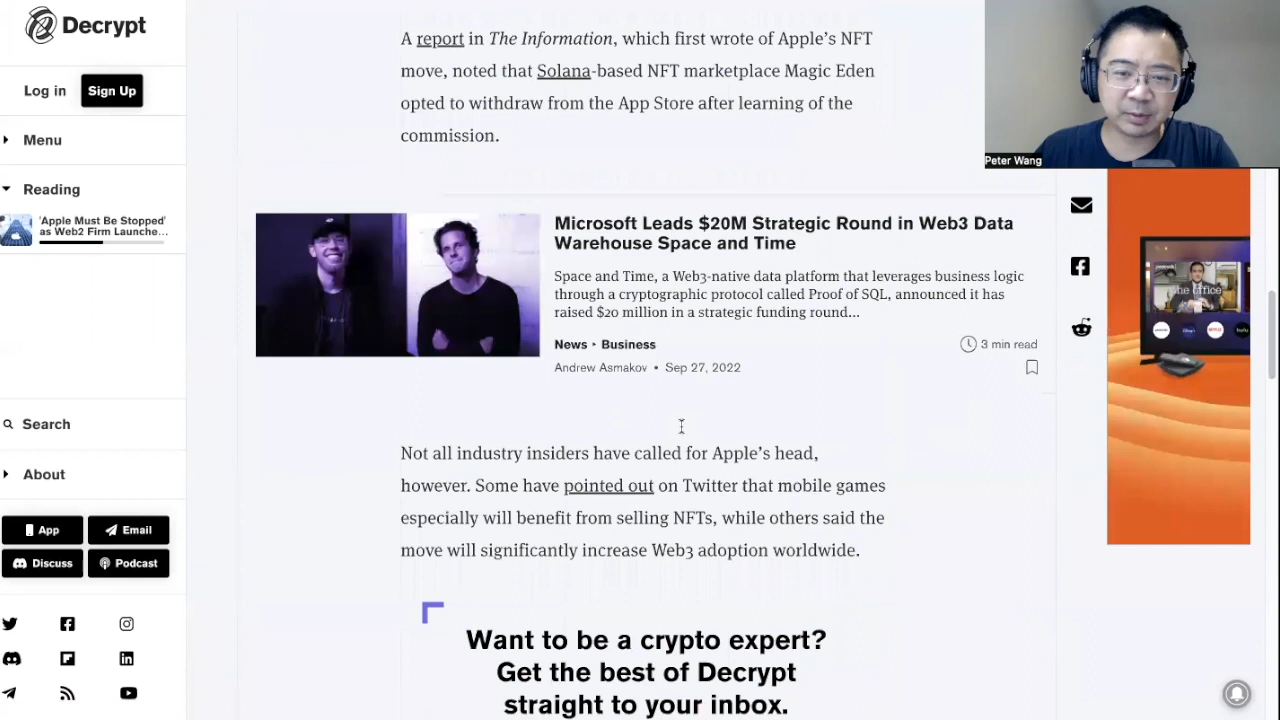 Decrypt
Log in
Sign Up
Menu
Reading
'Apple Must Be Stopped'
as Web2 Firm Launche...
Search
About
App
Email
Discuss
Podcast
A report in The Information, which first wrote of Apple’s NFT
move, noted that Solana-based NFT marketplace Magic Eden
opted to withdraw from the App Store after learning of the
commission.
Microsoft Leads $20M Strategic Round in Web3 Data
Warehouse Space and Time
Space and Time, a Web3-native data platform that leverages business logic
through a cryptographic protocol called Proof of SQL, announced it has
raised $20 million in a strategic funding round...
News ‣ Business
3 min read
Andrew Asmakov • Sep 27, 2022
Not all industry insiders have called for Apple’s head,
however. Some have pointed out on Twitter that mobile games
especially will benefit from selling NFTs, while others said the
move will significantly increase Web3 adoption worldwide.
Want to be a crypto expert?
Get the best of Decrypt
straight to your inbox.
Peter Wang
the office